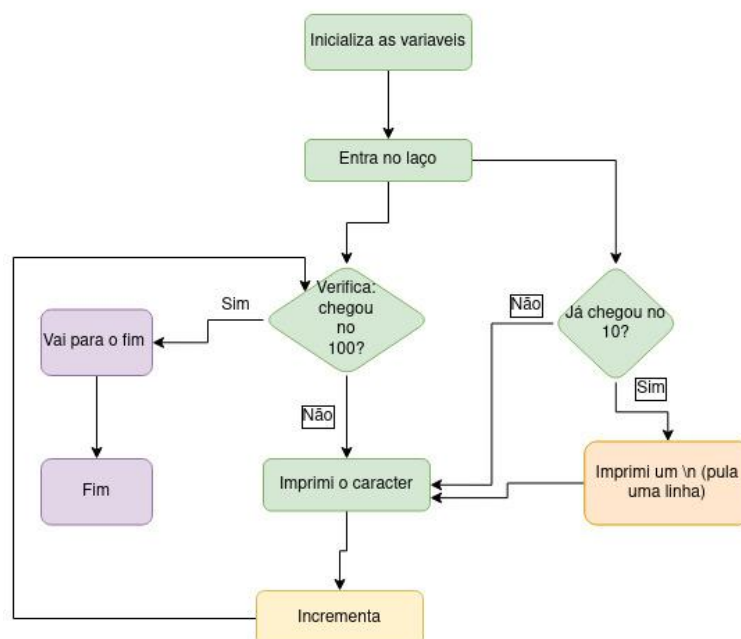 Inicializa as variaveis
Entra no laço
Verifica:
chegou
no
100?
Sim
Vai para o fim
Não
Já chegou no
10?
Sim
Não
Fim
Imprimi o caracter
Imprimi um \n (pula
uma linha)
Incrementa